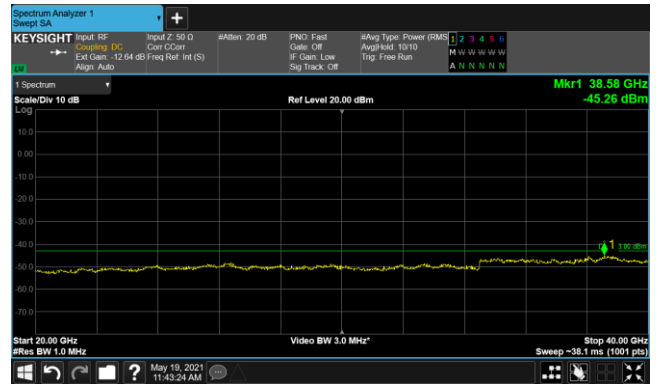 Spectrum Analyzer 1
Swept SA
+
KEYSIGHT
Input: RF
Coupling: DC
Ext Gain: -12.64 dB
Align: Auto
Input Z: 50 Ω
Corr CCorr
Freq Ref: Int (S)
#Atten: 20 dB
PNO: Fast
Gate: Off
IF Gain: Low
Sig Track: Off
#Avg Type: Power (RMS
Avg|Hold: 10/10
Trig: Free Run
1 2 3 4 5 6
M W W W W W
A N N N N N
1 Spectrum
Mkr1 38.58 GHz
Scale/Div 10 dB
Ref Level 20.00 dBm
-45.26 dBm
Log
10.0
0.00
-10.0
-20.0
-30.0
-40.0
-50.0
-60.0
-70.0
1
3.00 dBm
Start 20.00 GHz
Video BW 3.0 MHz*
Stop 40.00 GHz
#Res BW 1.0 MHz
Sweep ~38.1 ms (1001 pts)
?
May 19, 2021
11:43:24 AM